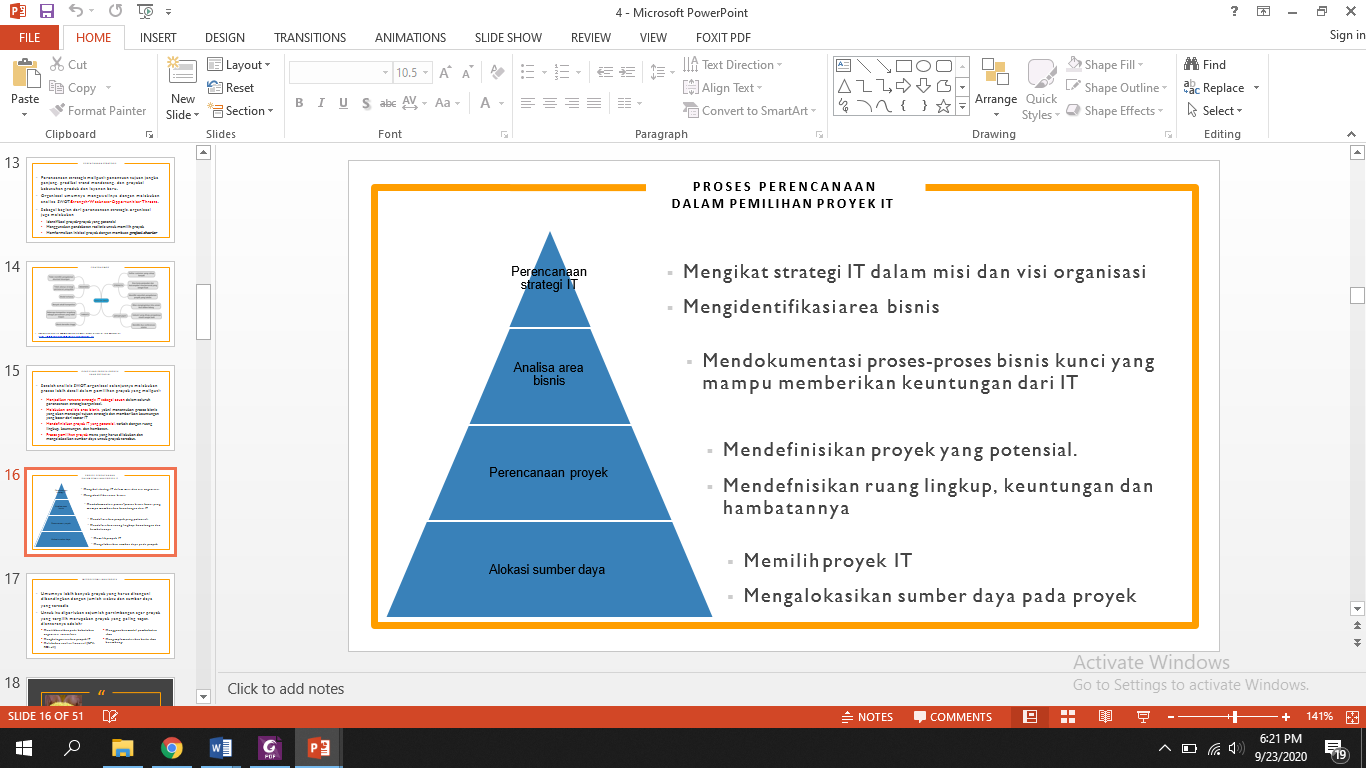 4 - Microsoft PowerPoint
Sign in
FILE HOME INSERT DESIGN TRANSITIONS ANIMATIONS SLIDE SHOW REVIEW VIEW FOXIT PDF
Paste
Cut
Copy
Format Painter
Clipboard
New Slide
Layout
Reset
Section
Slides
10.5
Font
Text Direction
Align Text
Convert to SmartArt
Paragraph
Arrange
Quick Styles
Shape Fill
Shape Outline
Shape Effects
Drawing
Find
Replace
Select
Editing
13
14
15
16
17
18
PROSES PERENCANAAN
DALAM PEMILIHAN PROYEK IT
Perencanaan
strategi IT
Analisa area
bisnis
Perencanaan proyek
Alokasi sumber daya
Mengikat strategi IT dalam misi dan visi organisasi
Mengidentifikasiarea bisnis
Mendokumentasi proses-proses bisnis kunci yang
mampu memberikan keuntungan dari IT
Mendefinisikan proyek yang potensial.
Mendefnisikan ruang lingkup, keuntungan dan
hambatannya
Memilih proyek IT
Mengalokasikan sumber daya pada proyek
Activate Windows
Go to Settings to activate Windows.
Click to add notes
SLIDE 16 OF 51
NOTES
COMMENTS
141%
6:21 PM
9/23/2020
19